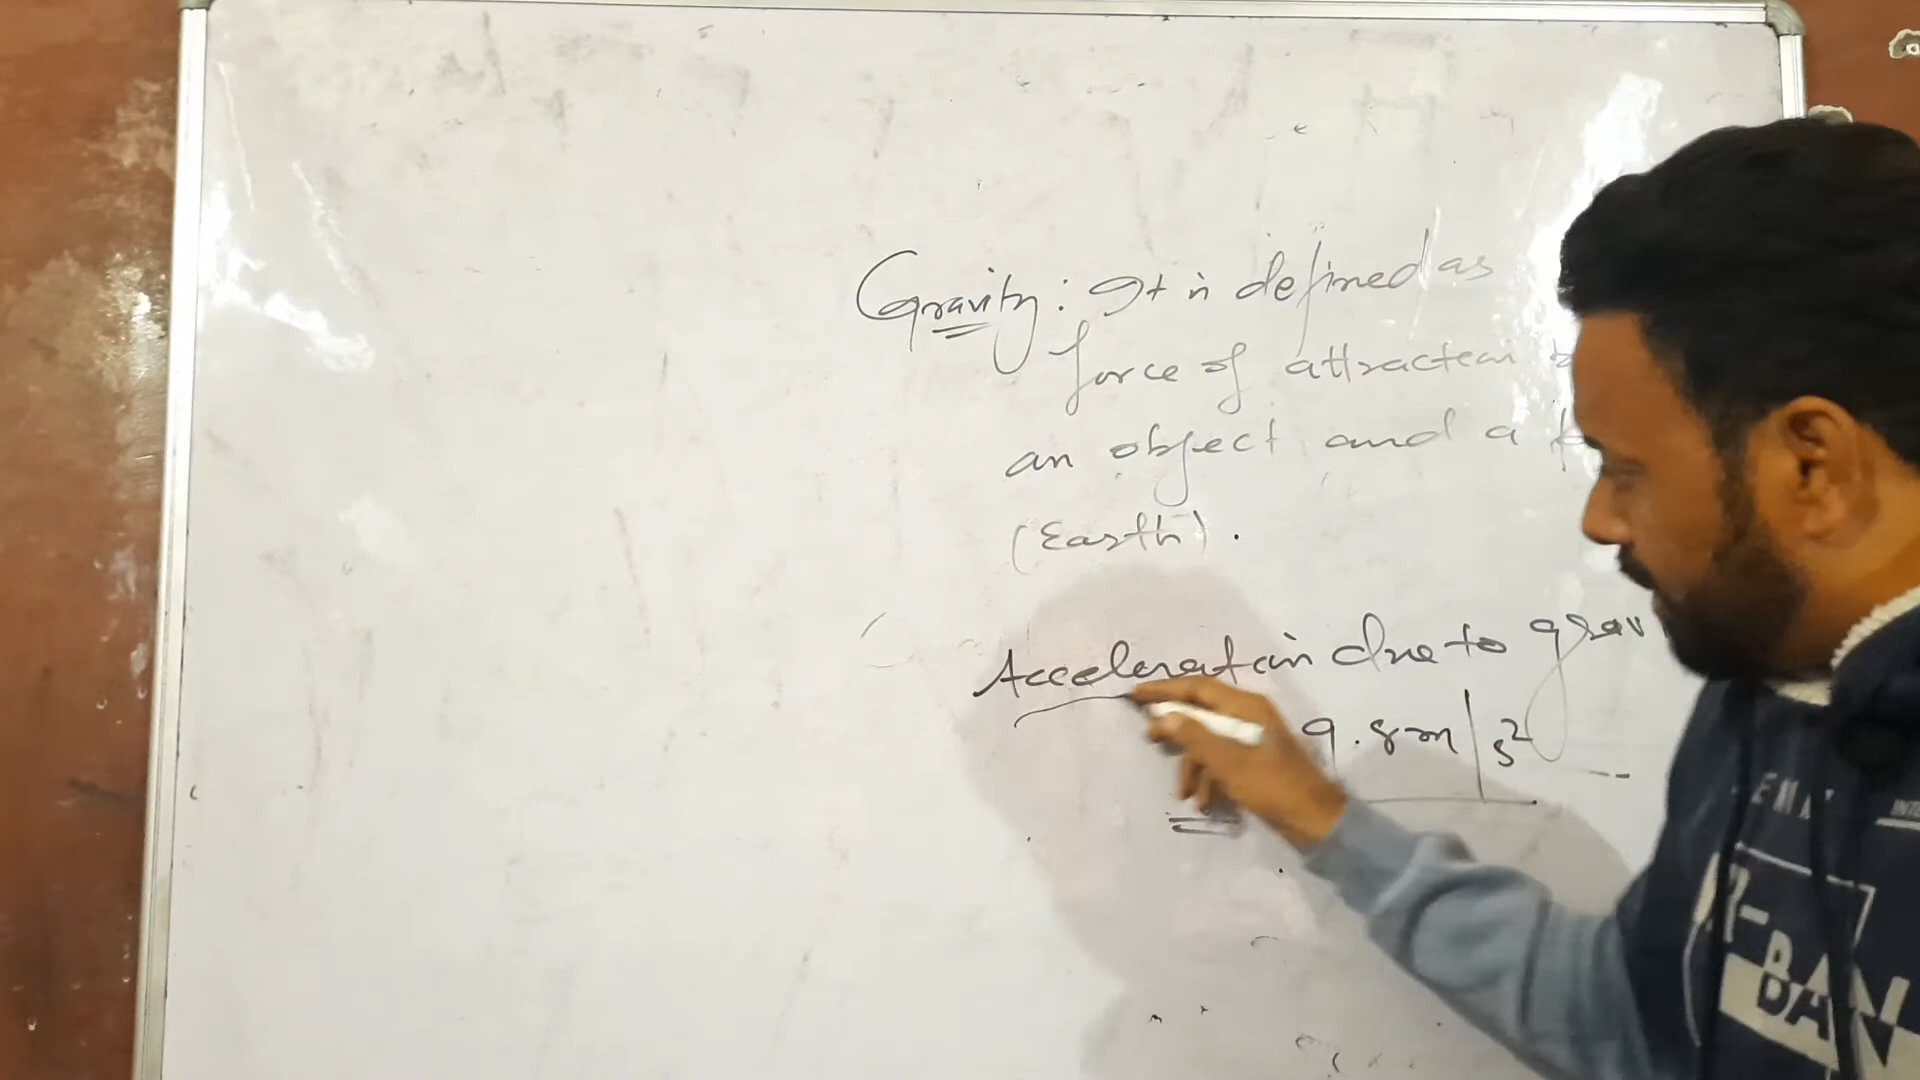 Gravity: It is defined as
force of attraction
an object and a
(Earth).
Acceleration due to grav
9.8m/s²
URBAN